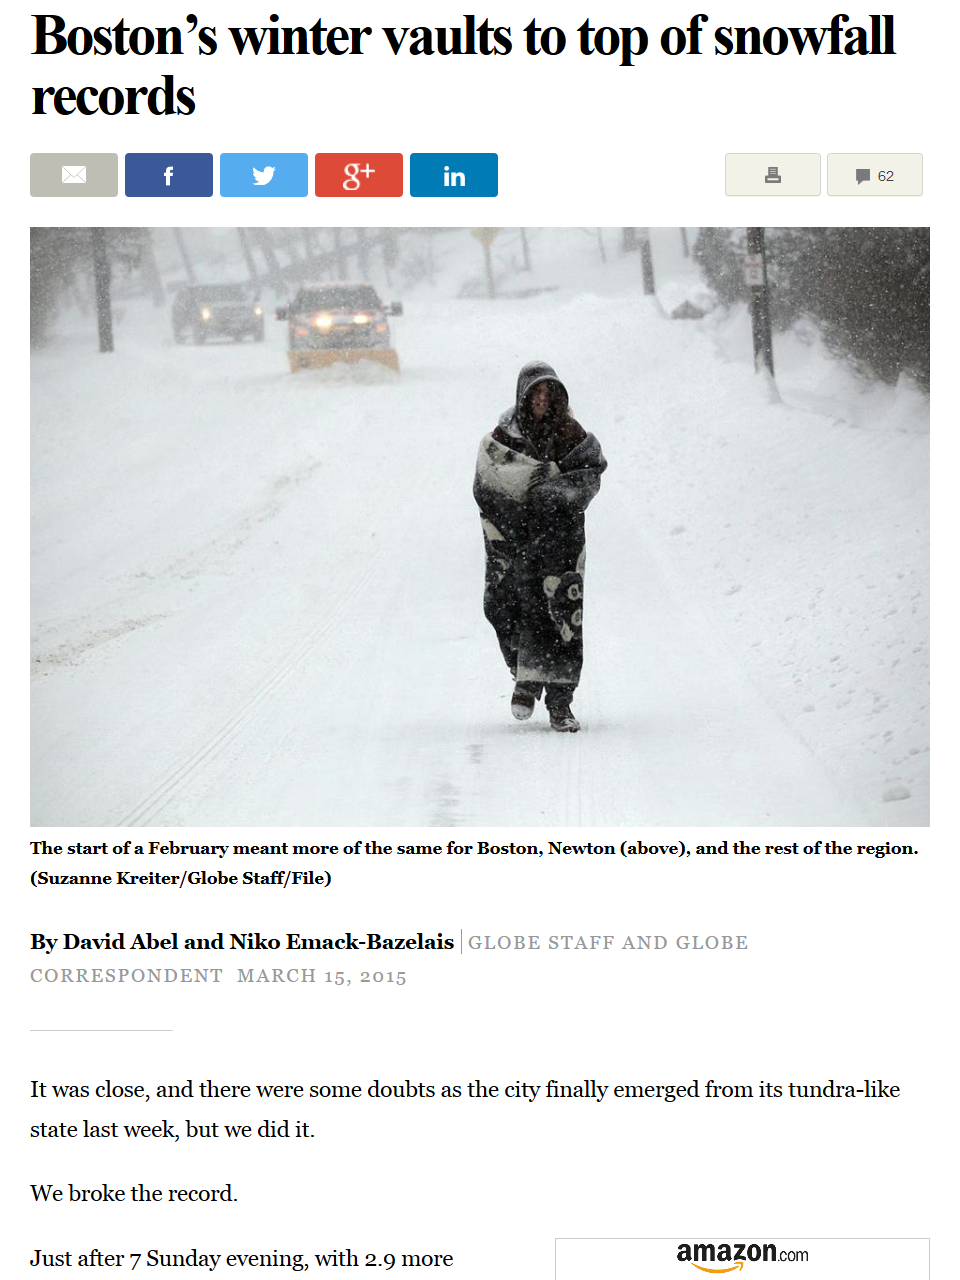 Boston’s winter vaults to top of snowfall
records
f
g+
in
62
The start of a February meant more of the same for Boston, Newton (above), and the rest of the region.
(Suzanne Kreiter/Globe Staff/File)
By David Abel and Niko Emack-Bazelais | GLOBE STAFF AND GLOBE
CORRESPONDENT MARCH 15, 2015
It was close, and there were some doubts as the city finally emerged from its tundra-like
state last week, but we did it.
We broke the record.
Just after 7 Sunday evening, with 2.9 more
amazon.com